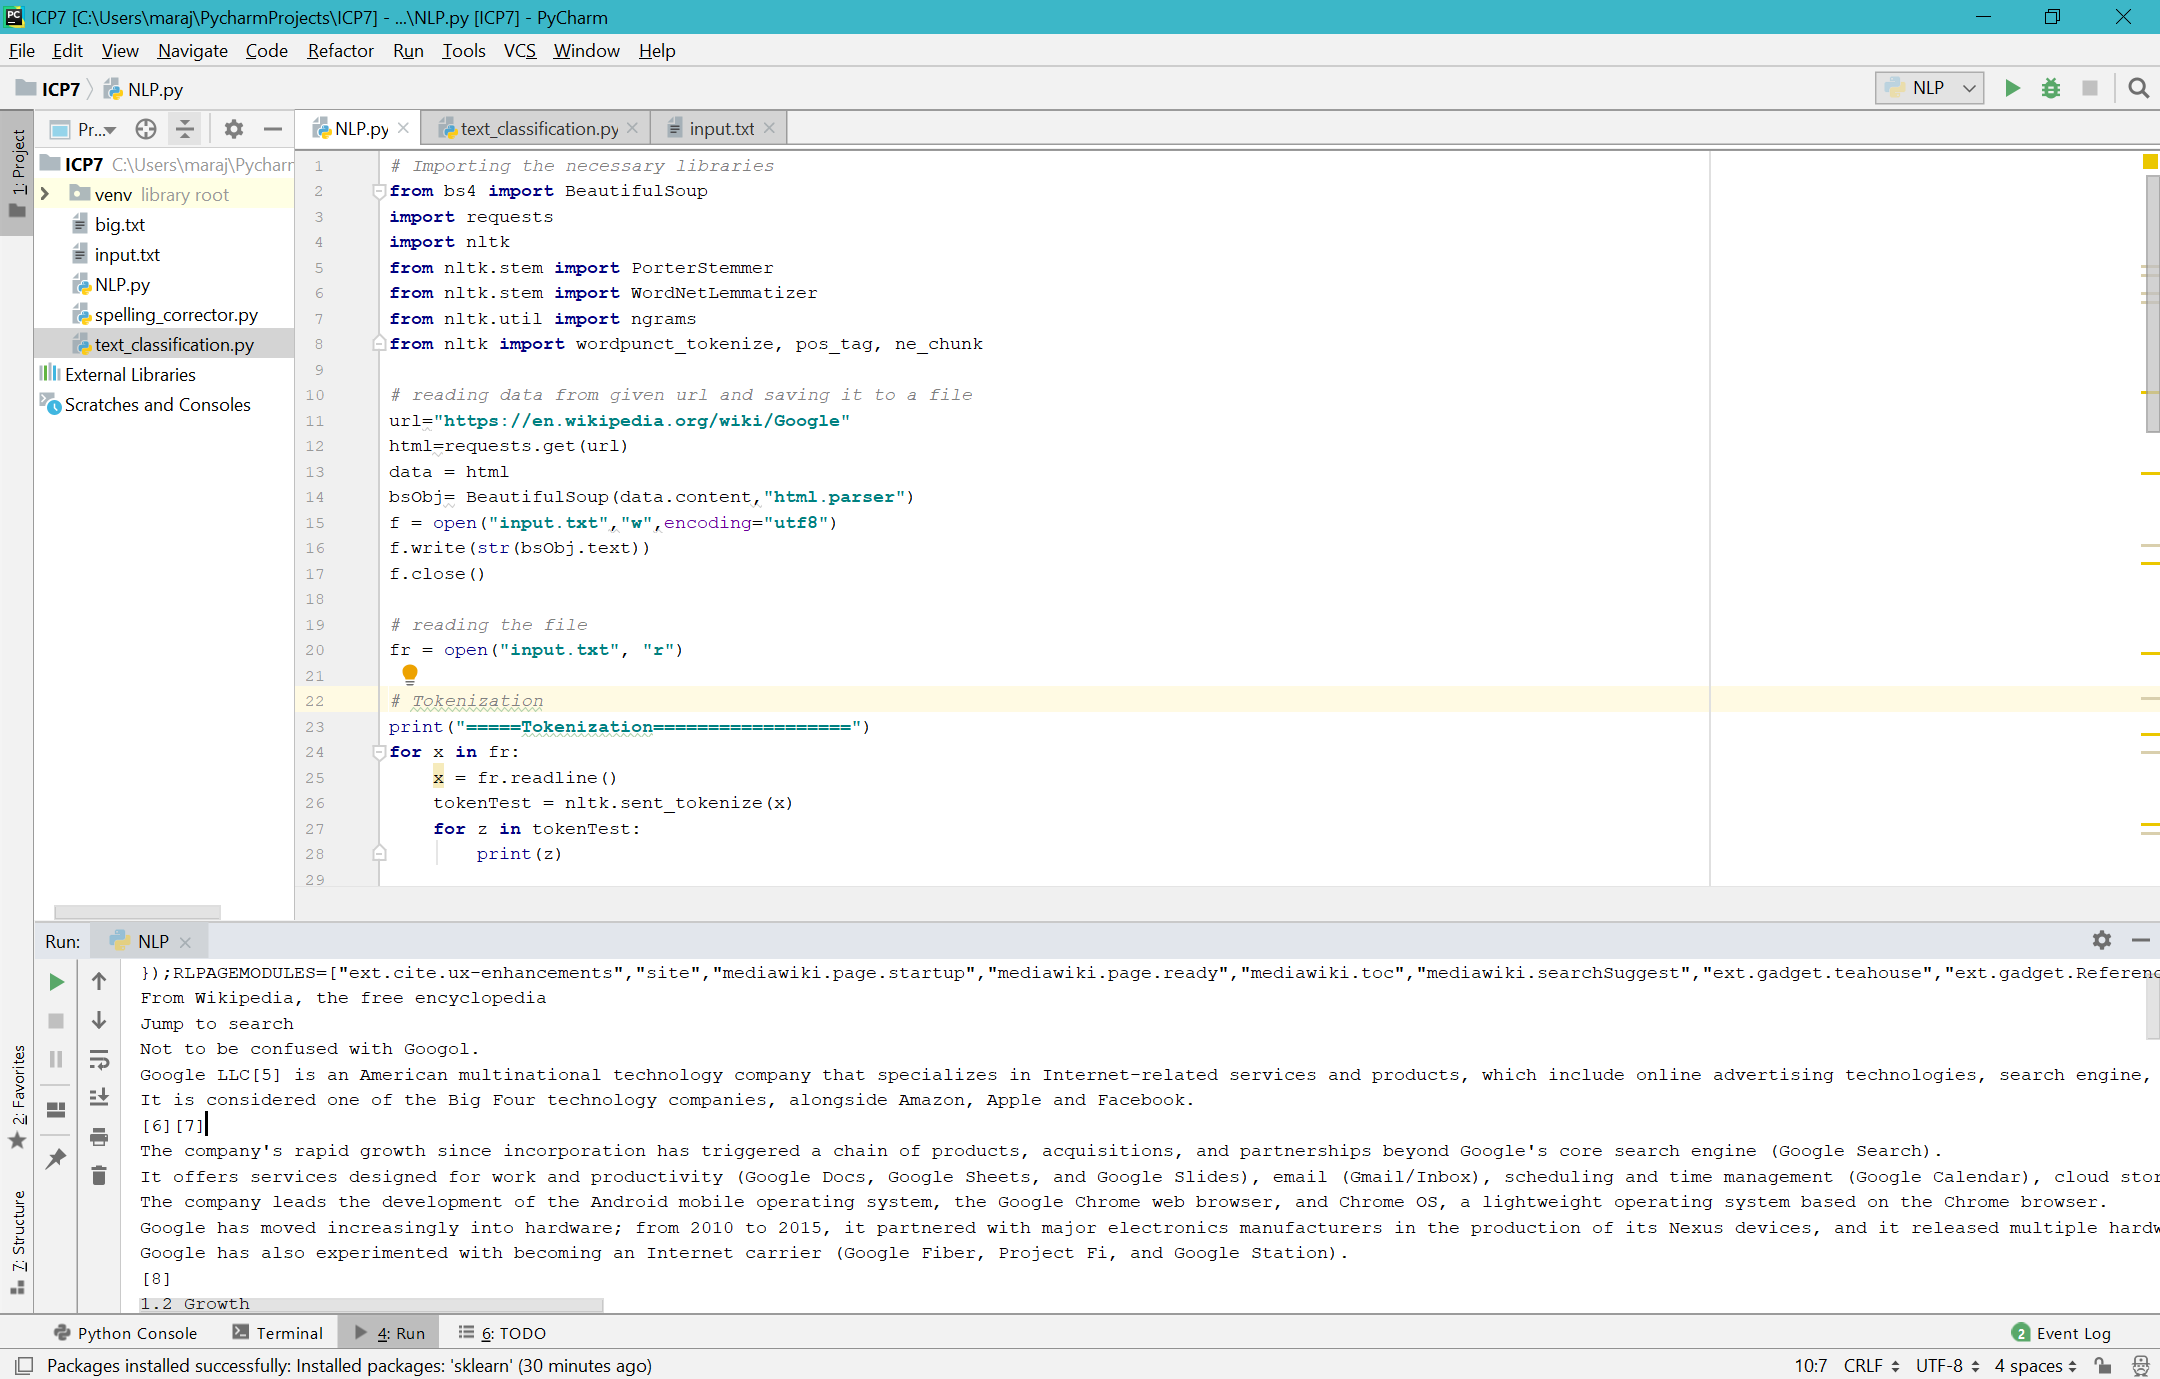 ICP7 [C:\Users\maraj\PycharmProjects\ICP7] - ...\NLP.py [ICP7] - PyCharm
File Edit View Navigate Code Refactor Run Tools VCS Window Help
ICP7 NLP.py NLP
Pr... NLP.py text_classification.py input.txt
1: Project
ICP7 C:\Users\maraj\Pychar
venv library root
big.txt
input.txt
NLP.py
spelling_corrector.py
text_classification.py
External Libraries
Scratches and Consoles
1 # Importing the necessary libraries
2 from bs4 import BeautifulSoup
3 import requests
4 import nltk
5 from nltk.stem import PorterStemmer
6 from nltk.stem import WordNetLemmatizer
7 from nltk.util import ngrams
8 from nltk import wordpunct_tokenize, pos_tag, ne_chunk
9
10 # reading data from given url and saving it to a file
11 url="https://en.wikipedia.org/wiki/Google"
12 html=requests.get(url)
13 data = html
14 bsObj= BeautifulSoup(data.content,"html.parser")
15 f = open("input.txt","w",encoding="utf8")
16 f.write(str(bsObj.text))
17 f.close()
18
19 # reading the file
20 fr = open("input.txt", "r")
21
22 # Tokenization
23 print("=====Tokenization==================")
24 for x in fr:
25 x = fr.readline()
26 tokenTest = nltk.sent_tokenize(x)
27 for z in tokenTest:
28 print(z)
29
Run: NLP
});RLPAGEMODULES=["ext.cite.ux-enhancements","site","mediawiki.page.startup","mediawiki.page.ready","mediawiki.toc","mediawiki.searchSuggest","ext.gadget.teahouse","ext.gadget.Referenc
From Wikipedia, the free encyclopedia
Jump to search
Not to be confused with Googol.
Google LLC[5] is an American multinational technology company that specializes in Internet-related services and products, which include online advertising technologies, search engine,
It is considered one of the Big Four technology companies, alongside Amazon, Apple and Facebook.
[6][7]
The company's rapid growth since incorporation has triggered a chain of products, acquisitions, and partnerships beyond Google's core search engine (Google Search).
It offers services designed for work and productivity (Google Docs, Google Sheets, and Google Slides), email (Gmail/Inbox), scheduling and time management (Google Calendar), cloud stor
The company leads the development of the Android mobile operating system, the Google Chrome web browser, and Chrome OS, a lightweight operating system based on the Chrome browser.
Google has moved increasingly into hardware; from 2010 to 2015, it partnered with major electronics manufacturers in the production of its Nexus devices, and it released multiple hardw
Google has also experimented with becoming an Internet carrier (Google Fiber, Project Fi, and Google Station).
[8]
1.2 Growth
2: Favorites
7: Structure
Python Console Terminal 4: Run 6: TODO 2 Event Log
Packages installed successfully: Installed packages: 'sklearn' (30 minutes ago) 10:7 CRLF UTF-8 4 spaces